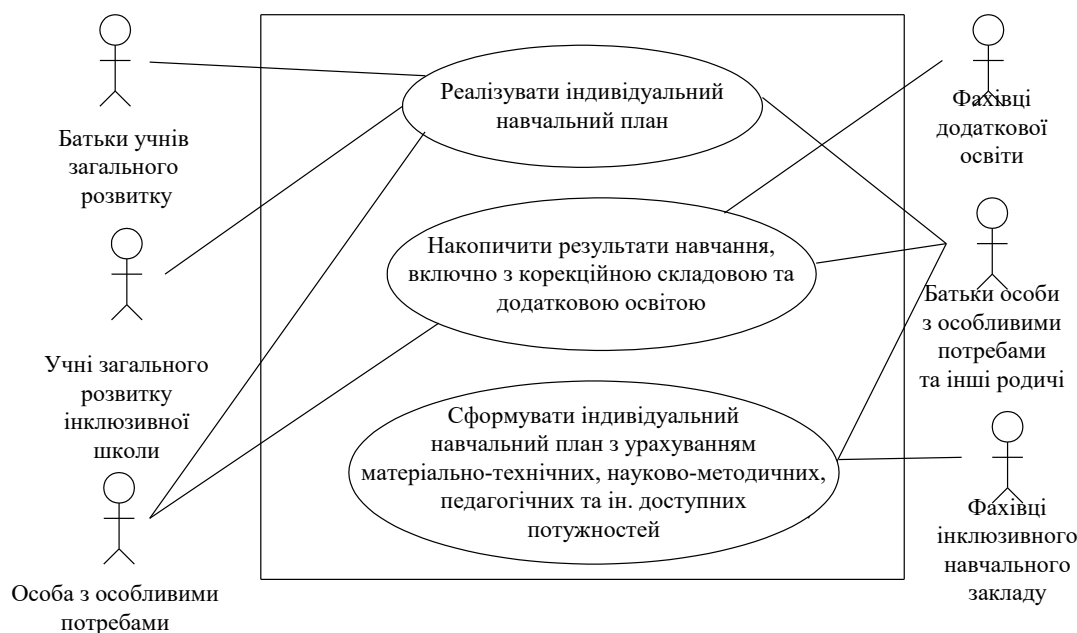 Батьки учнів
загального
розвитку
Учні загального
розвитку
інклюзивної
школи
Особа з особливими
потребами
Реалізувати індивідуальний
навчальний план
Накопичити результати навчання,
включно з корекційною складовою та
додатковою освітою
Сформувати індивідуальний
навчальний план з урахуванням
матеріально-технічних, науково-методичних,
педагогічних та ін. доступних
потужностей
Фахівці
додаткової
освіти
Батьки особи
з особливими
потребами
та інші родичі
Фахівці
інклюзивного
навчального
закладу